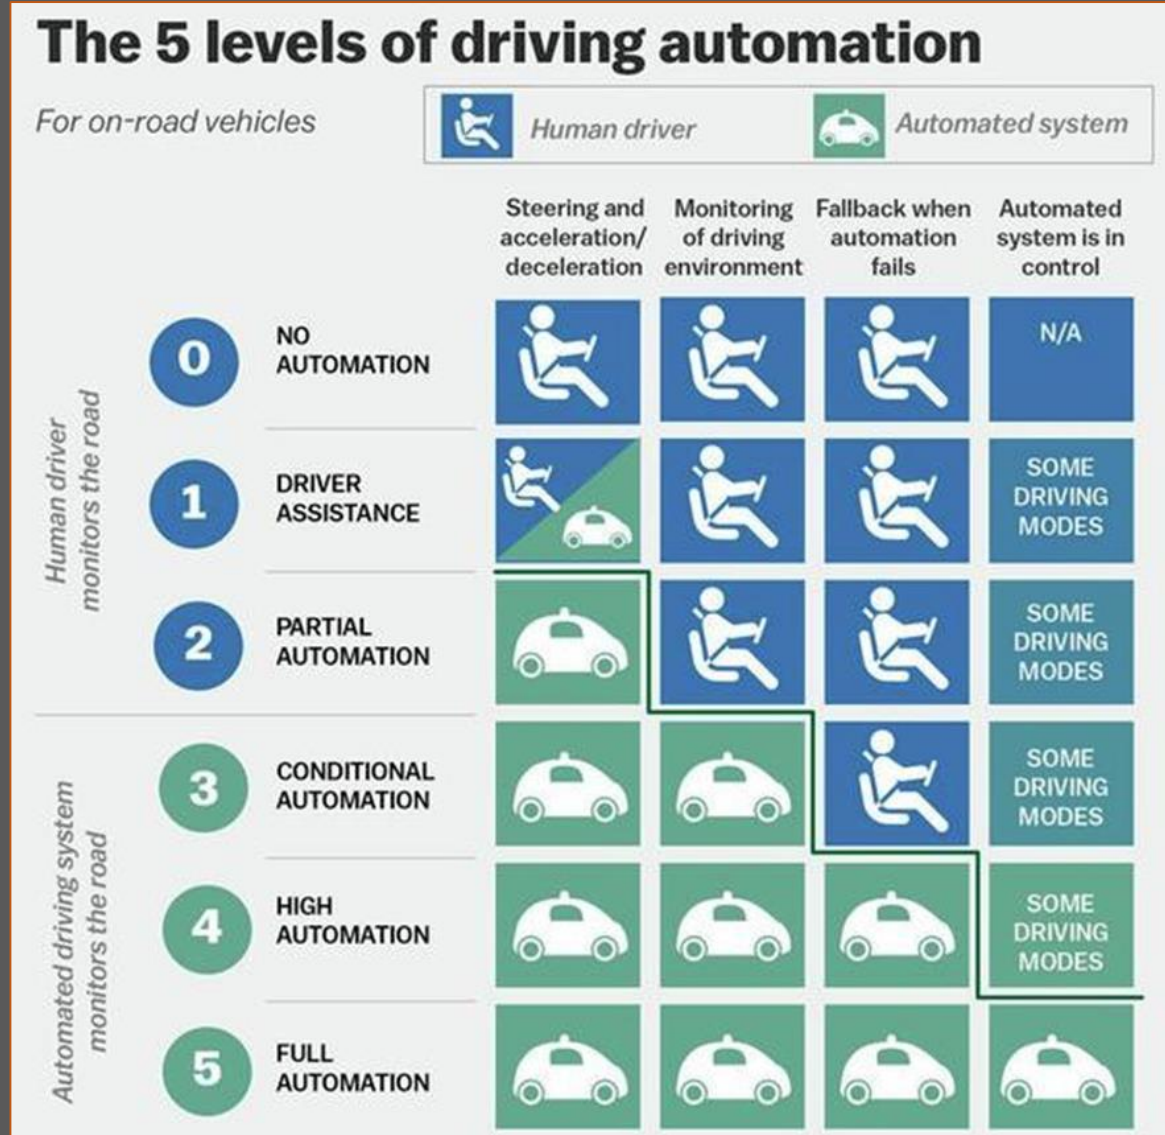 The 5 levels of driving automation
For on-road vehicles
Human driver
Automated system
Steering and
acceleration/
deceleration
Monitoring
of driving
environment
Fallback when
automation
fails
Automated
system is in
control
Human driver
monitors the road
0
NO
AUTOMATION
N/A
1
DRIVER
ASSISTANCE
SOME
DRIVING
MODES
2
PARTIAL
AUTOMATION
SOME
DRIVING
MODES
Automated driving system
monitors the road
3
CONDITIONAL
AUTOMATION
SOME
DRIVING
MODES
4
HIGH
AUTOMATION
SOME
DRIVING
MODES
5
FULL
AUTOMATION